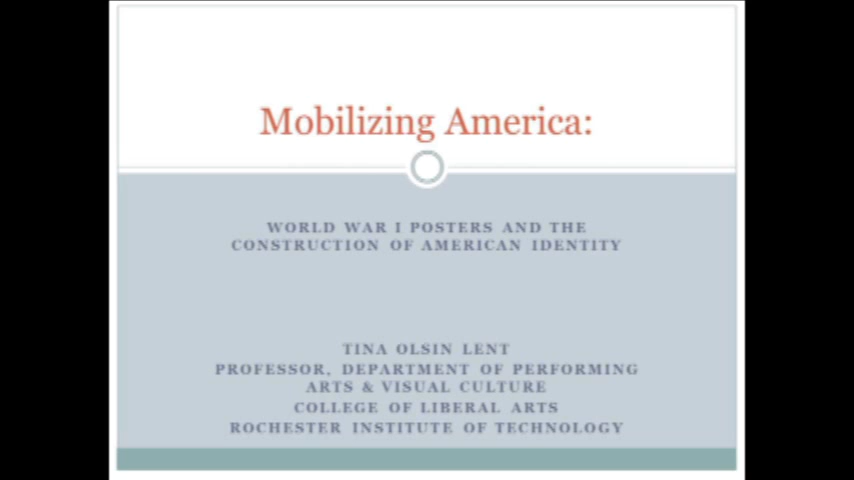 Mobilizing America:
WORLD WAR I POSTERS AND THE
CONSTRUCTION OF AMERICAN IDENTITY
TINA OLSIN LENT
PROFESSOR, DEPARTMENT OF PERFORMING
ARTS & VISUAL CULTURE
COLLEGE OF LIBERAL ARTS
ROCHESTER INSTITUTE OF TECHNOLOGY